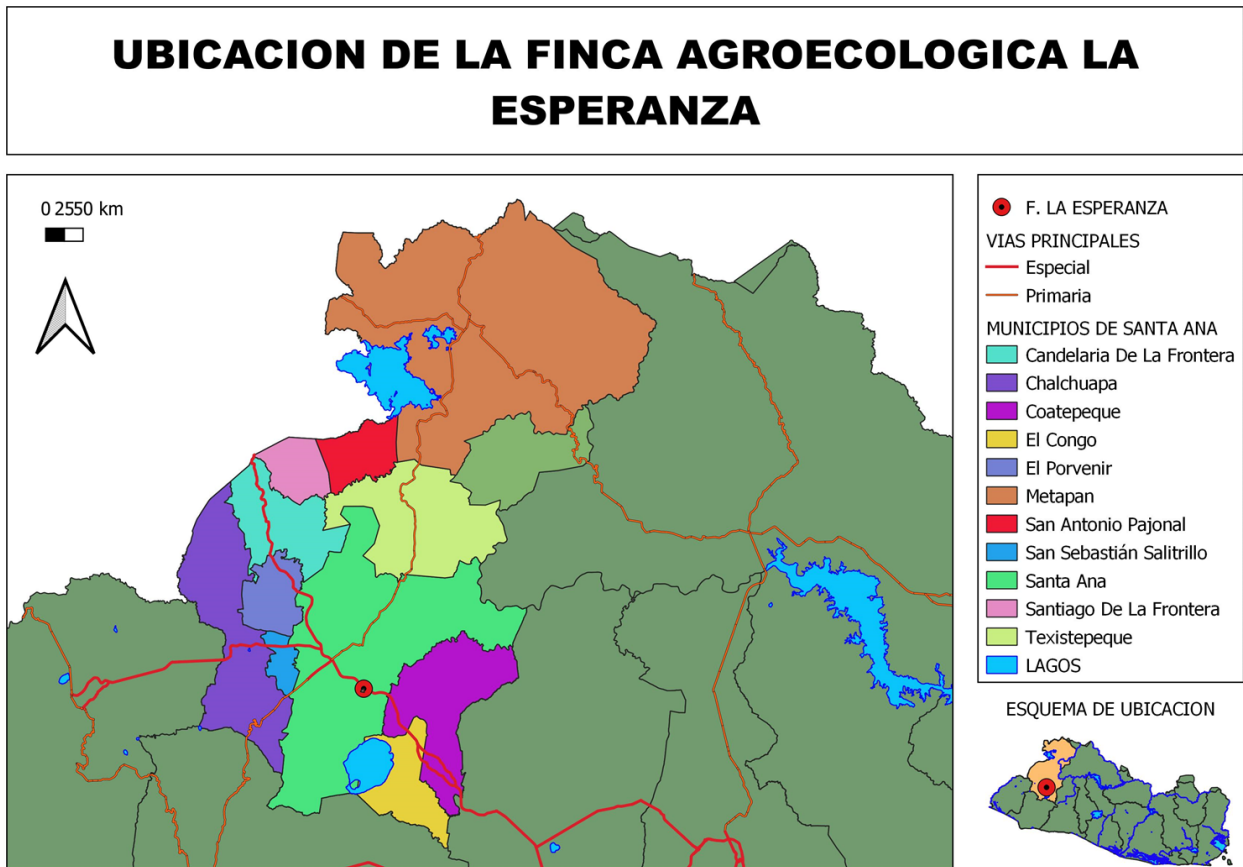 UBICACION DE LA FINCA AGROECOLOGICA LA
ESPERANZA
0 2550 km
F. LA ESPERANZA
VIAS PRINCIPALES
Especial
Primaria
MUNICIPIOS DE SANTA ANA
Candelaria De La Frontera
Chalchuapa
Coatepeque
El Congo
El Porvenir
Metapan
San Antonio Pajonal
San Sebastián Salitrillo
Santa Ana
Santiago De La Frontera
Texistepeque
LAGOS
ESQUEMA DE UBICACION